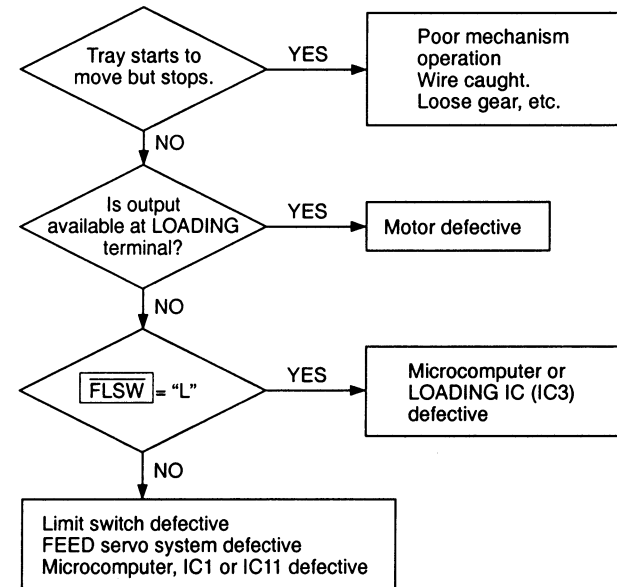 Tray starts to
move but stops.
YES
Poor mechanism
operation
Wire caught.
Loose gear, etc.
NO
Is output
available at LOADING
terminal?
YES
Motor defective
NO
F̅L̅S̅W̅ = “L”
YES
Microcomputer or
LOADING IC (IC3)
defective
NO
Limit switch defective
FEED servo system defective
Microcomputer, IC1 or IC11 defective